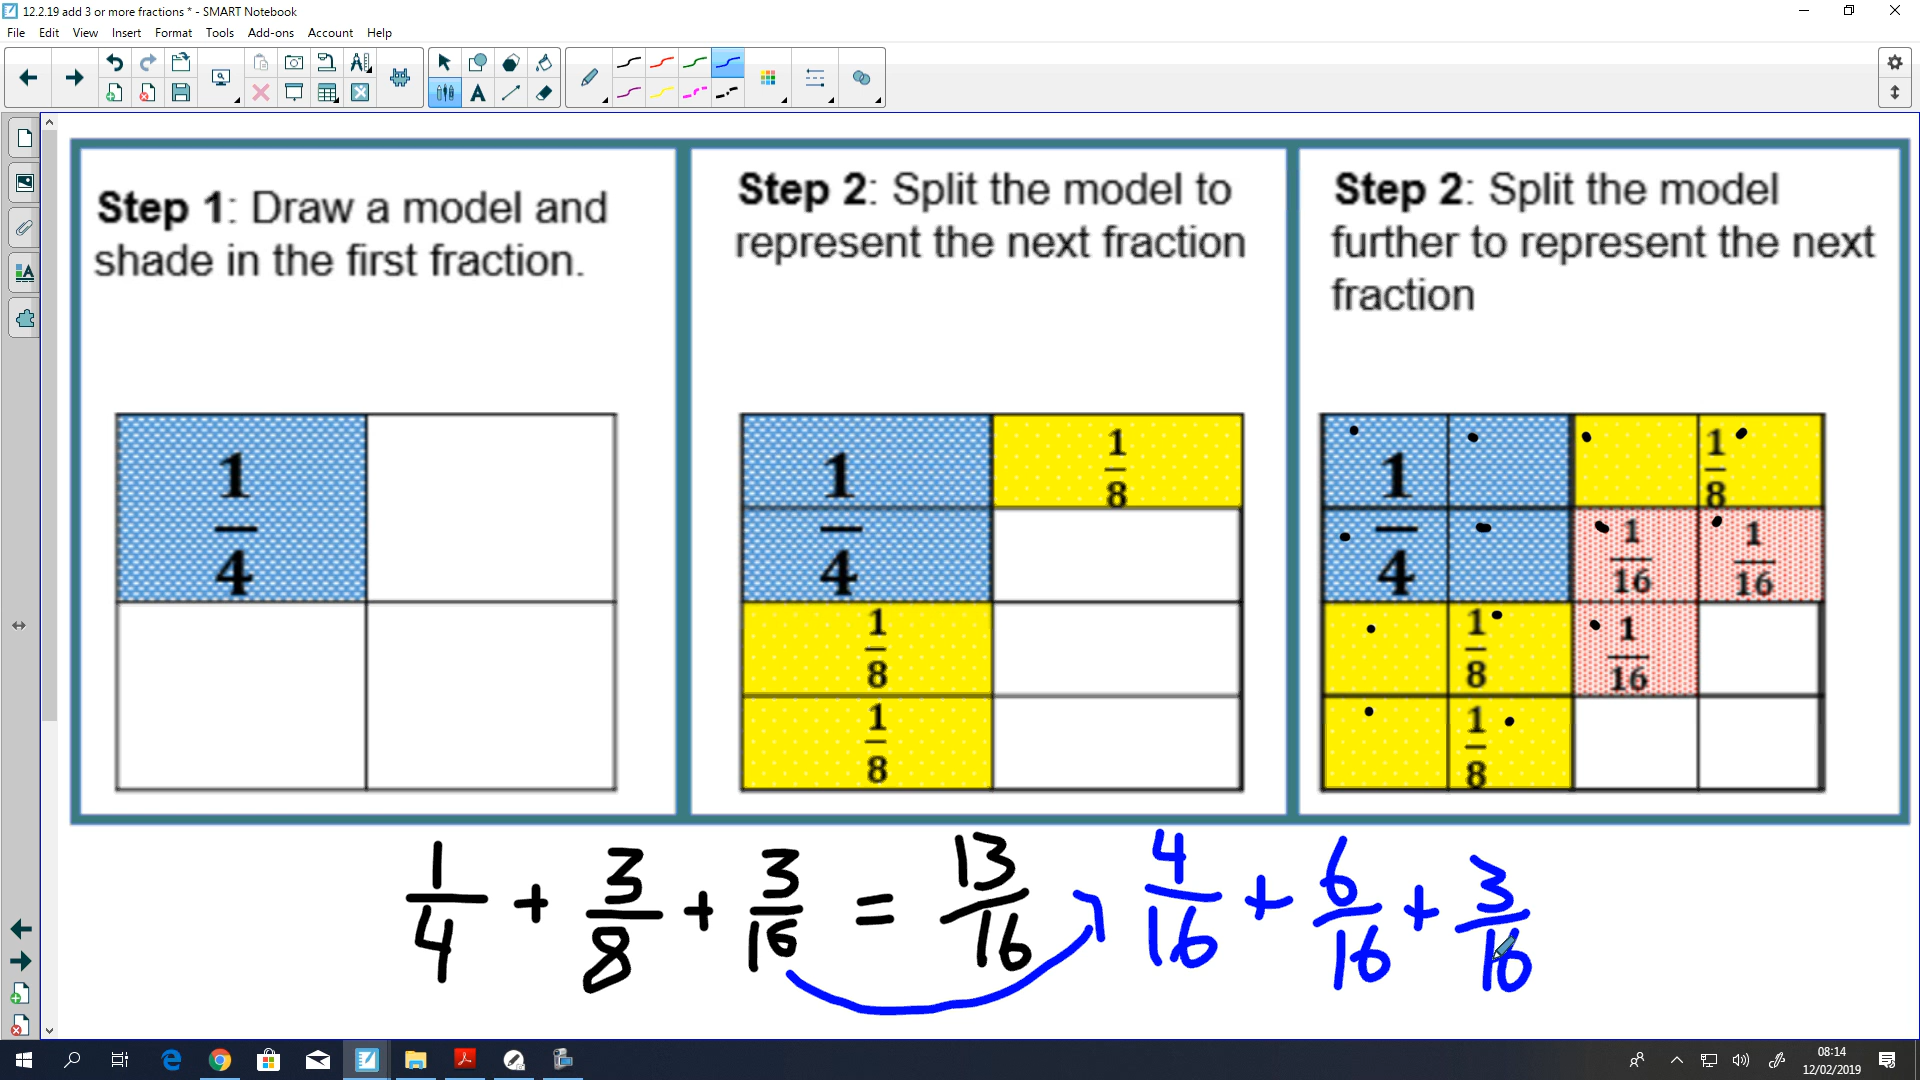 12.2.19 add 3 or more fractions * - SMART Notebook
File Edit View Insert Format Tools Add-ons Account Help
Step 1: Draw a model and
shade in the first fraction.
1
4
Step 2: Split the model to
represent the next fraction
1
4
1
8
1
8
1
8
Step 2: Split the model
further to represent the next
fraction
1
4
1
8
1
16
1
16
1
8
1
16
1
8
1/4 + 3/8 + 3/16 = 13/16
4/16 + 6/16 + 3/16
08:14
12/02/2019